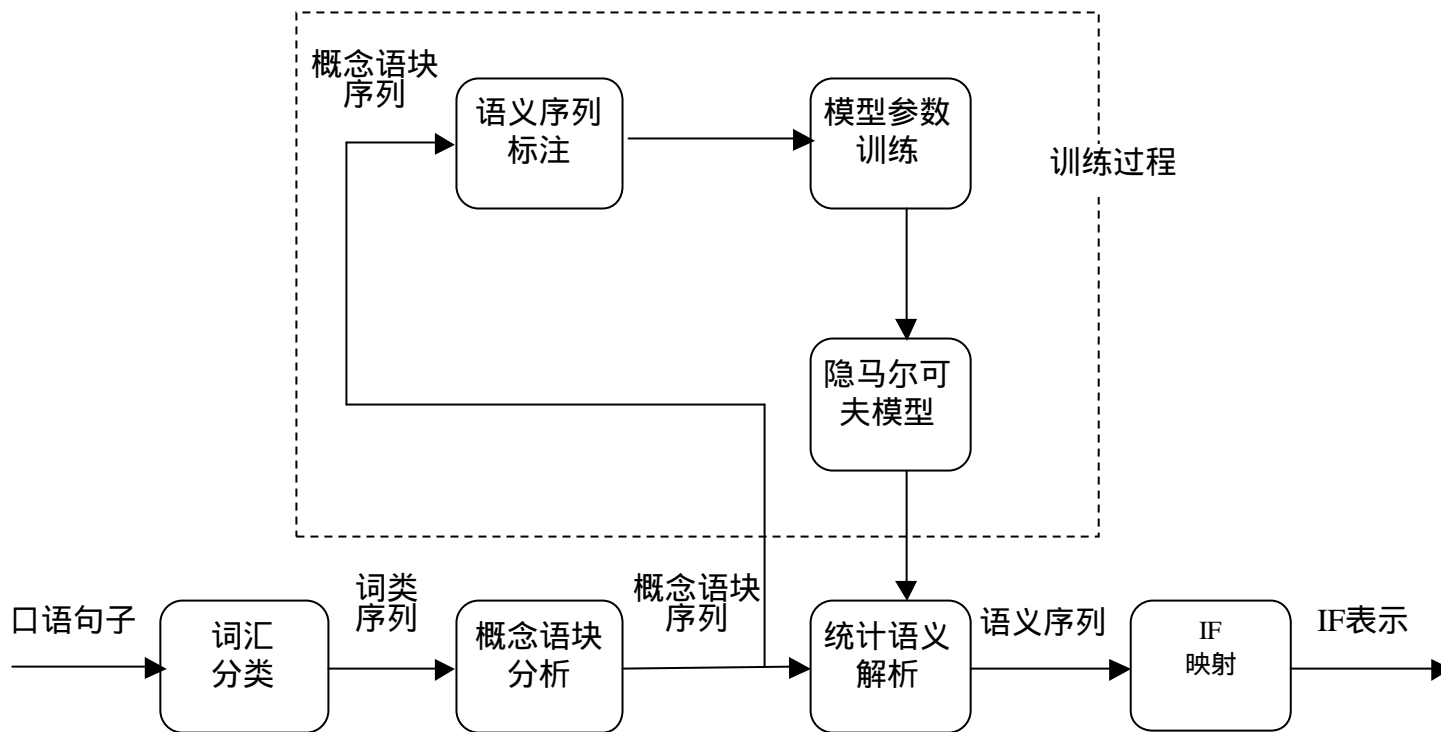 概念语块
序列
语义序列
标注
模型参数
训练
训练过程
隐马尔可
夫模型
口语句子
词汇
分类
词类
序列
概念语块
分析
概念语块
序列
统计语义
解析
语义序列
IF
映射
IF表示